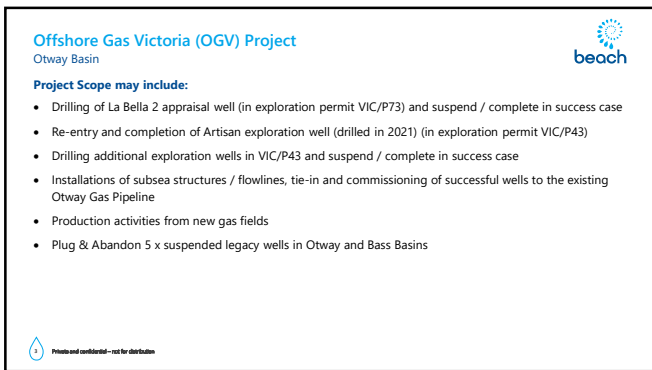 Offshore Gas Victoria (OGV) Project
Otway Basin
beach
Project Scope may include:
• Drilling of La Bella 2 appraisal well (in exploration permit VIC/P73) and suspend / complete in success case
• Re-entry and completion of Artisan exploration well (drilled in 2021) (in exploration permit VIC/P43)
• Drilling additional exploration wells in VIC/P43 and suspend / complete in success case
• Installations of subsea structures / flowlines, tie-in and commissioning of successful wells to the existing
Otway Gas Pipeline
• Production activities from new gas fields
• Plug & Abandon 5 x suspended legacy wells in Otway and Bass Basins
3 Private and confidential – not for distribution